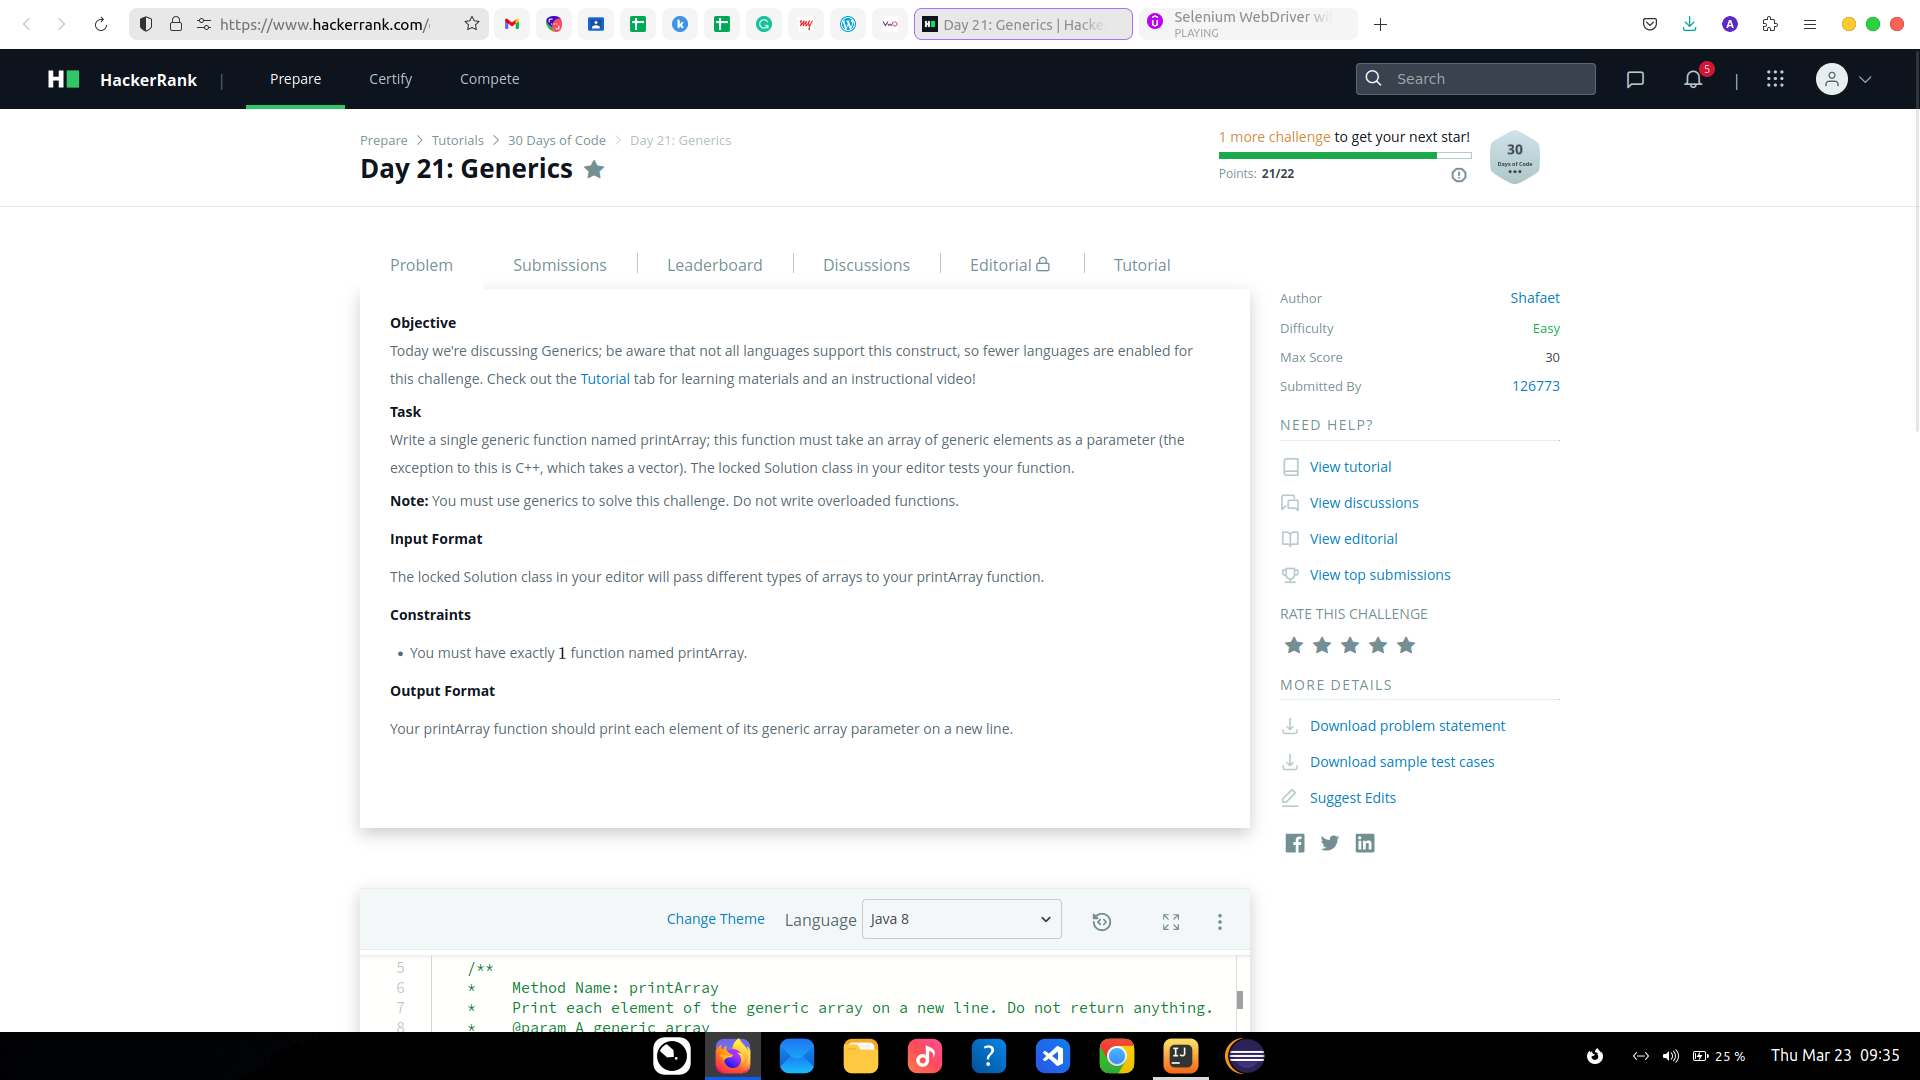 https://www.hackerrank.com/
Day 21: Generics | Hacke
Selenium WebDriver wi
PLAYING
HackerRank
|
Prepare
Certify
Compete
Search
5
|
Prepare > Tutorials > 30 Days of Code > Day 21: Generics
Day 21: Generics
1 more challenge to get your next star!
Points: 21/22
30
Days of Code
Problem
Submissions
Leaderboard
Discussions
Editorial
Tutorial
Objective
Today we're discussing Generics; be aware that not all languages support this construct, so fewer languages are enabled for
this challenge. Check out the Tutorial tab for learning materials and an instructional video!
Task
Write a single generic function named printArray; this function must take an array of generic elements as a parameter (the
exception to this is C++, which takes a vector). The locked Solution class in your editor tests your function.
Note: You must use generics to solve this challenge. Do not write overloaded functions.
Input Format
The locked Solution class in your editor will pass different types of arrays to your printArray function.
Constraints
• You must have exactly 1 function named printArray.
Output Format
Your printArray function should print each element of its generic array parameter on a new line.
Author Shafaet
Difficulty Easy
Max Score 30
Submitted By 126773
NEED HELP?
View tutorial
View discussions
View editorial
View top submissions
RATE THIS CHALLENGE
MORE DETAILS
Download problem statement
Download sample test cases
Suggest Edits
Change Theme
Language
Java 8
5 /**
6 * Method Name: printArray
7 * Print each element of the generic array on a new line. Do not return anything.
8 * @param A generic array
25 %
Thu Mar 23 09:35